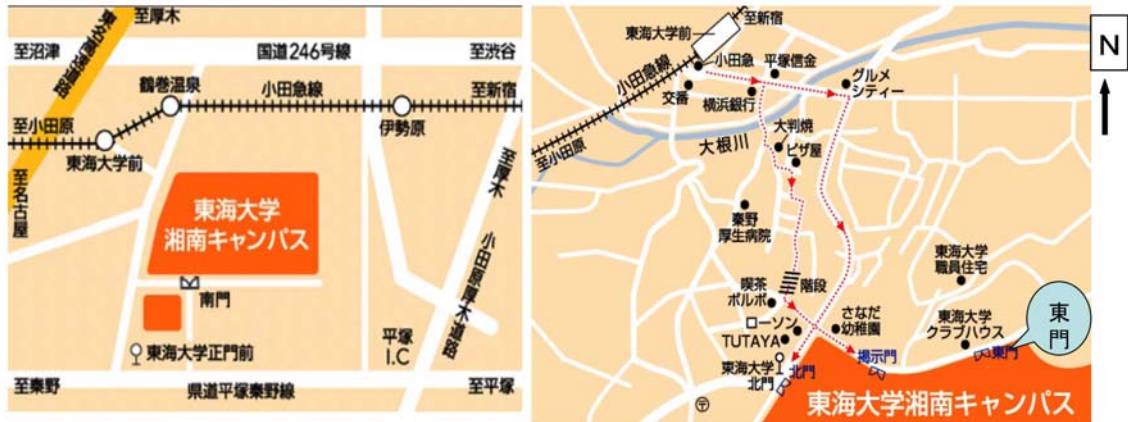 至厚木
東名高速道路
至沼津
国道246号線
至渋谷
鶴巻温泉
小田急線
至新宿
至小田原
伊勢原
東海大学前
至名古屋
至厚木
東海大学
湘南キャンパス
小田原厚木道路
南門
東海大学正門前
平塚
I.C
至秦野
県道平塚秦野線
至平塚
至新宿
東海大学前
小田急
平塚信金
グルメ
シティー
小田急線
交番
横浜銀行
至小田原
大根川
大判焼
ピザ屋
秦野
厚生病院
東海大学
職員住宅
喫茶
ボルボ
階段
さなだ
幼稚園
東海大学
クラブハウス
東門
東門
ローソン
TUTAYA
東海大学
北門
北門
掲示門
〒
東海大学湘南キャンパス
N